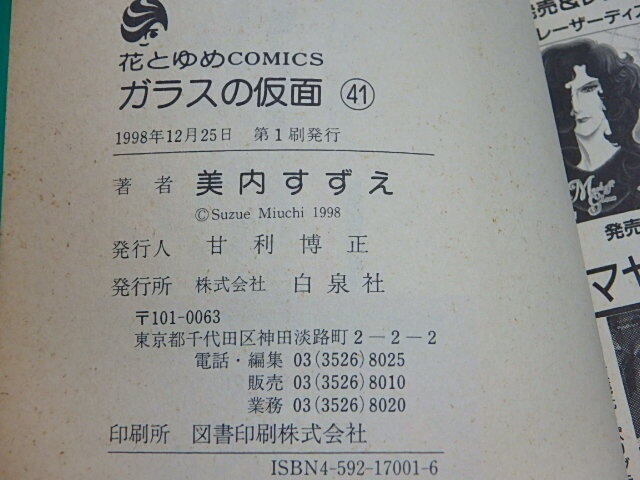 花とゆめCOMICS
ガラスの仮面 ㊶
1998年12月25日 第1刷発行
著者 美内すずえ
©Suzue Miuchi 1998
発行人 甘利博正
発行所 株式会社 白泉社
〒101-0063
東京都千代田区神田淡路町2-2-2
電話・編集 03(3526)8025
販売 03(3526)8010
業務 03(3526)8020
印刷所 図書印刷株式会社
ISBN4-592-17001-6
レーザーディス
発売
マヤ